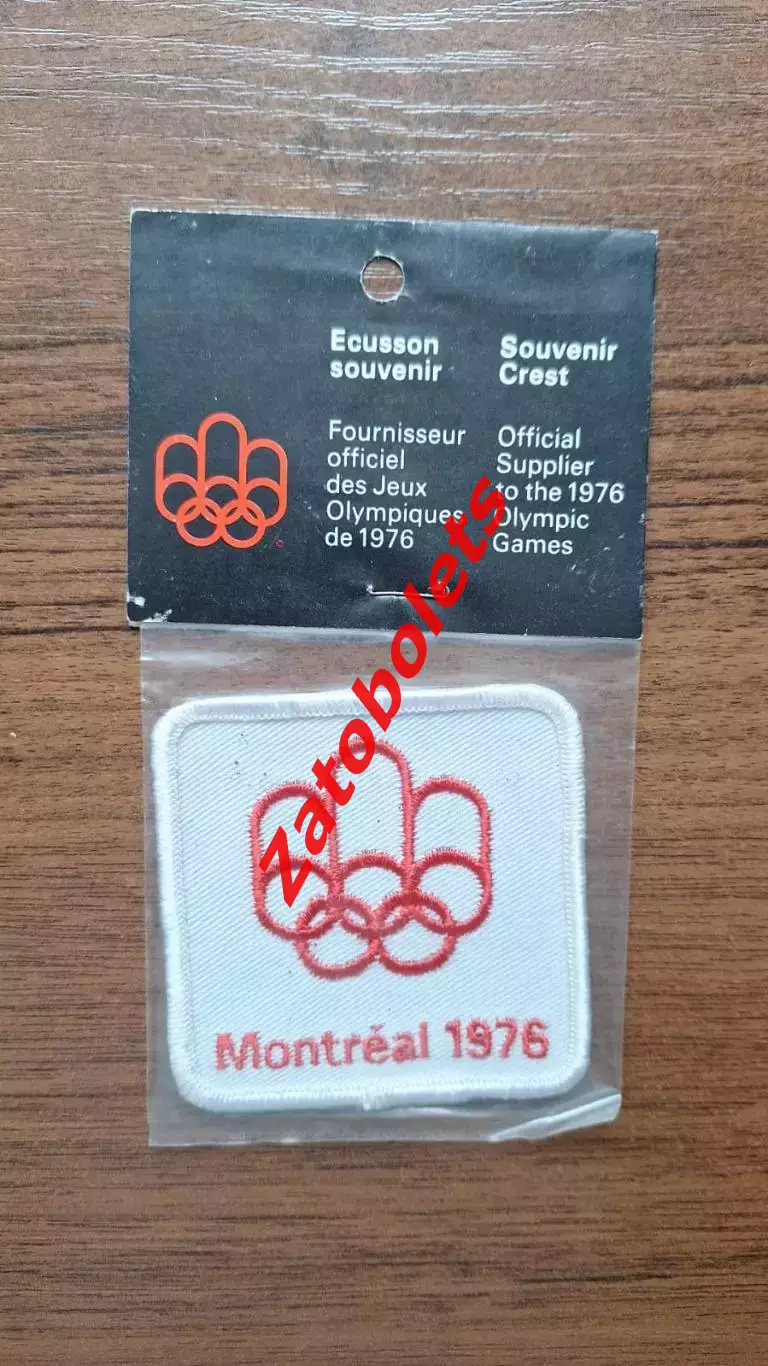 Ecusson
souvenir
Fournisseur
officiel
des Jeux
Olympiques
de 1976
Souvenir
Crest
Official
Supplier
to the 1976
Olympic
Games
Zatobolets
Montréal 1976